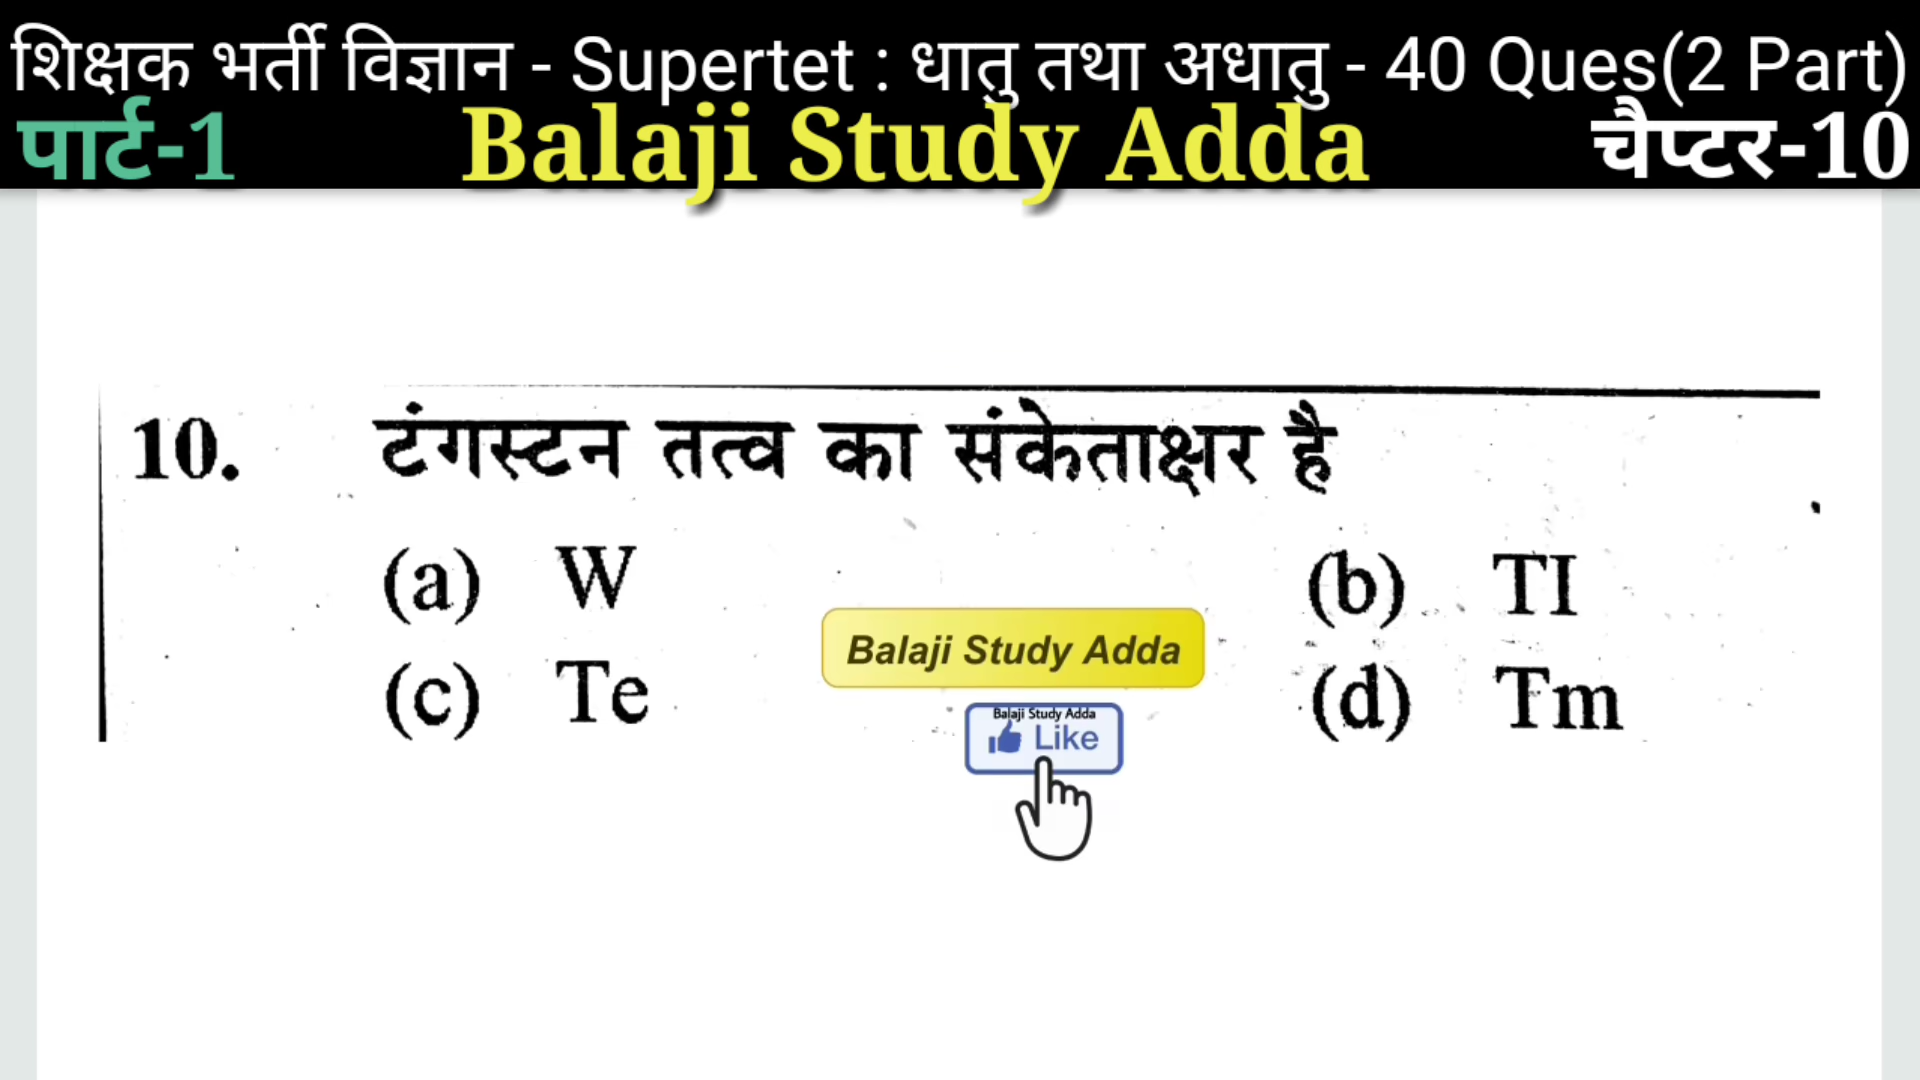 शिक्षक भर्ती विज्ञान - Supertet : धातु तथा अधातु - 40 Ques(2 Part)
पार्ट-1 Balaji Study Adda चैप्टर-10
10. टंगस्टन तत्व का संकेताक्षर है
(a) W (b) TI
(c) Te (d) Tm
Balaji Study Adda
Balaji Study Adda
Like